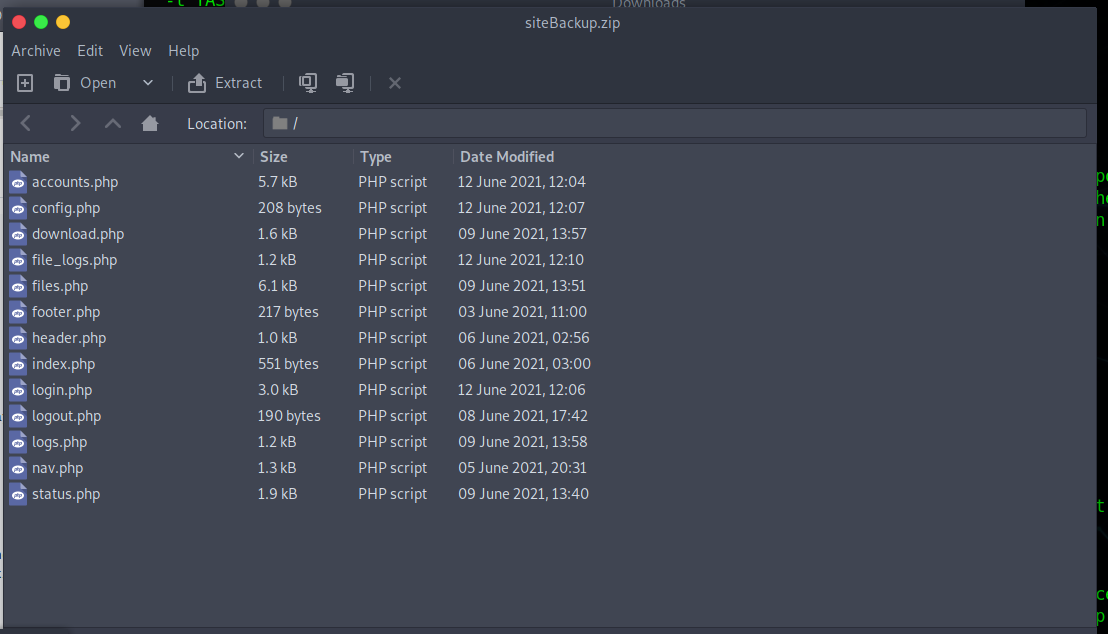 -t TAS
Downloads
siteBackup.zip
Archive Edit View Help
Open Extract
Location: /
Name Size Type Date Modified
accounts.php 5.7 kB PHP script 12 June 2021, 12:04
config.php 208 bytes PHP script 12 June 2021, 12:07
download.php 1.6 kB PHP script 09 June 2021, 13:57
file_logs.php 1.2 kB PHP script 12 June 2021, 12:10
files.php 6.1 kB PHP script 09 June 2021, 13:51
footer.php 217 bytes PHP script 03 June 2021, 11:00
header.php 1.0 kB PHP script 06 June 2021, 02:56
index.php 551 bytes PHP script 06 June 2021, 03:00
login.php 3.0 kB PHP script 12 June 2021, 12:06
logout.php 190 bytes PHP script 08 June 2021, 17:42
logs.php 1.2 kB PHP script 09 June 2021, 13:58
nav.php 1.3 kB PHP script 05 June 2021, 20:31
status.php 1.9 kB PHP script 09 June 2021, 13:40